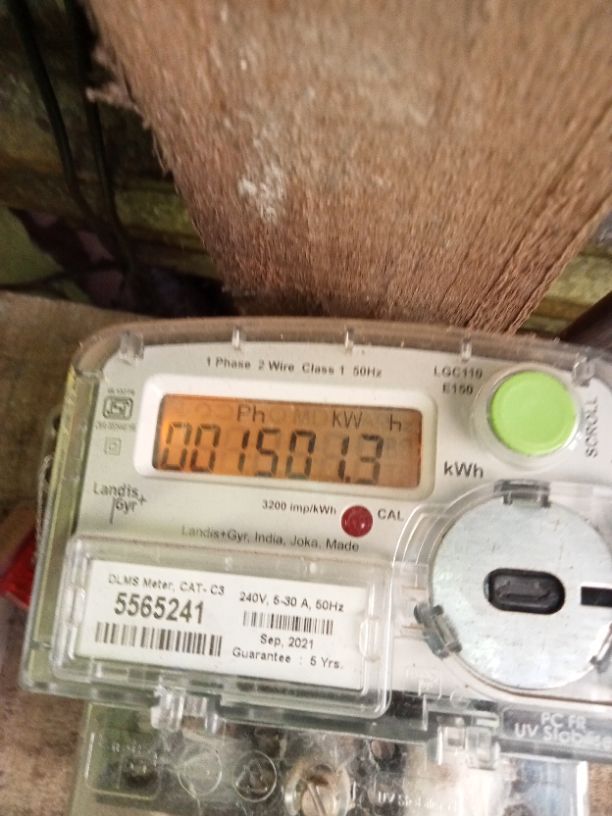 1 Phase 2 Wire Class 1 50Hz
LGC110
E150
SCROLL
Ph kW h
001501.3
kWh
Landis
Gyr+
3200 imp/kWh
CAL
Landis+Gyr, India, Joka, Made
DLMS Meter, CAT- C3
5565241
240V, 5-30 A, 50Hz
Sep, 2021
Guarantee : 5 Yrs.
PC FR